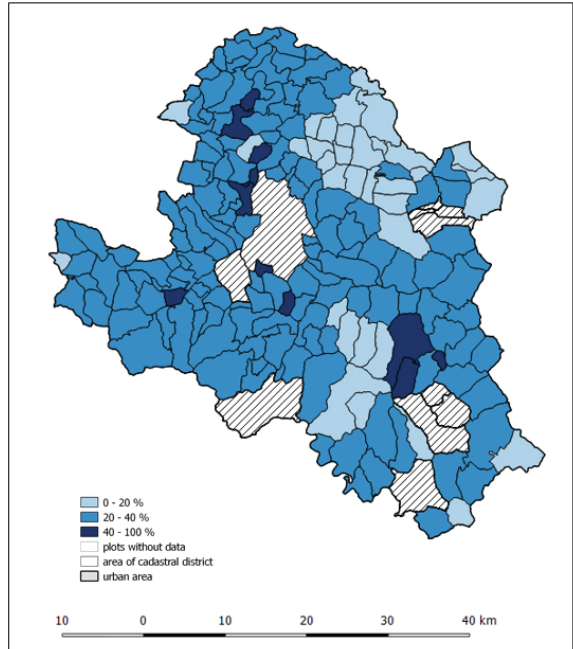 0 - 20 %
20 - 40 %
40 - 100 %
plots without data
area of cadastral district
urban area
10 0 10 20 30 40 km